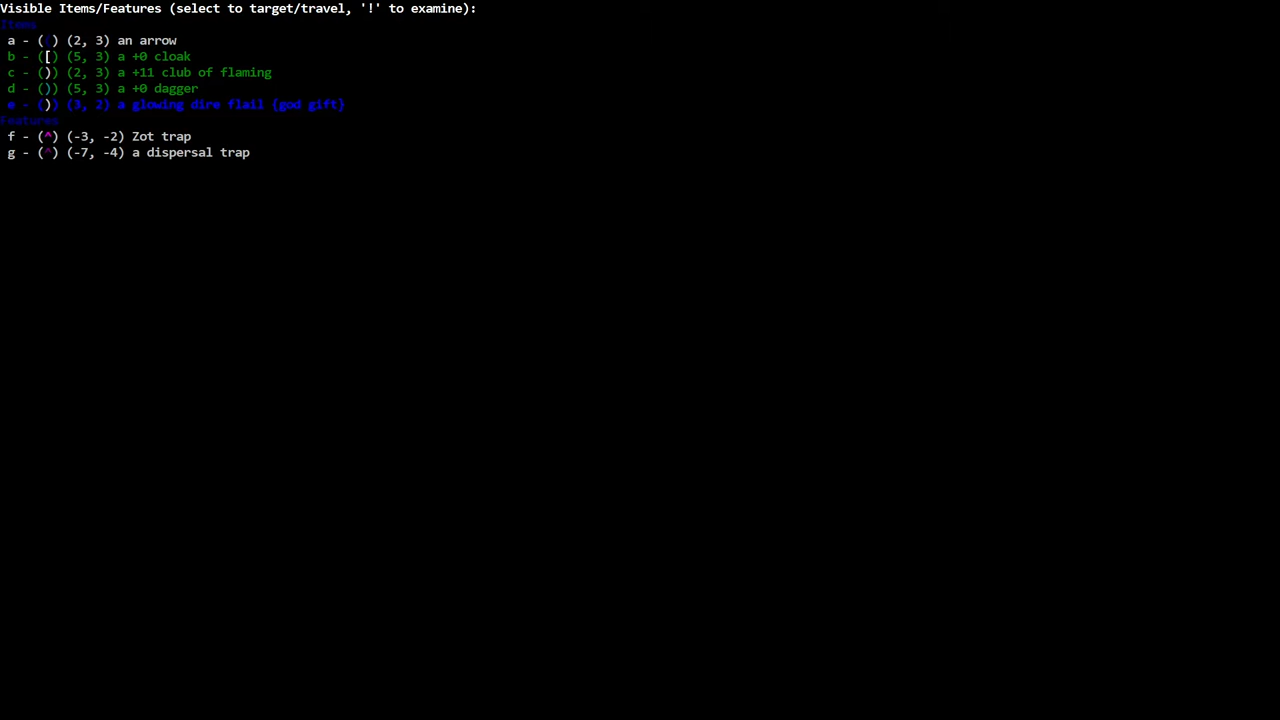 Visible Items/Features (select to target/travel, '!' to examine):
Items
a - (() (2, 3) an arrow
b - ([) (5, 3) a +0 cloak
c - ()) (2, 3) a +11 club of flaming
d - ()) (5, 3) a +0 dagger
e - ()) (3, 2) a glowing dire flail {god gift}
Features
f - (^) (-3, -2) Zot trap
g - (^) (-7, -4) a dispersal trap